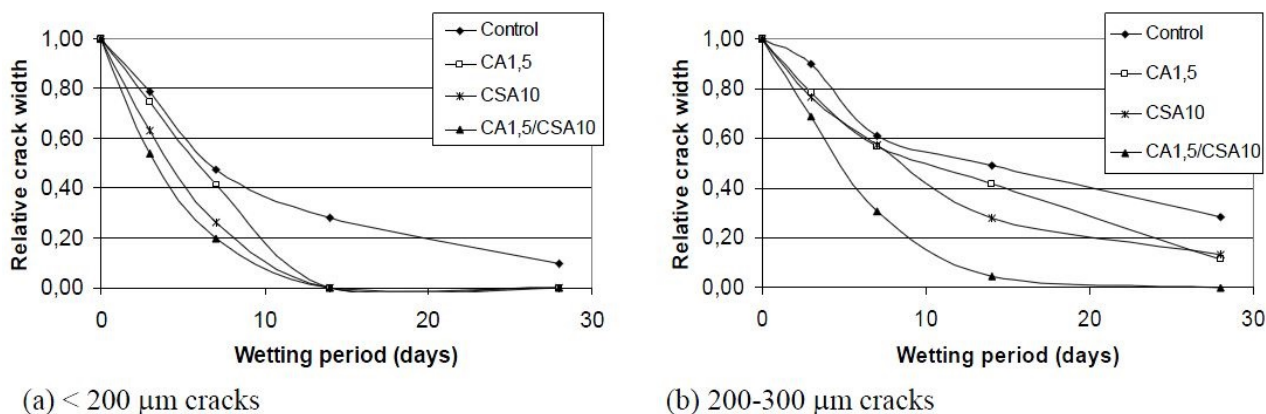 1,00
0,80
0,60
0,40
0,20
0,00
Relative crack width
0
10
20
30
Wetting period (days)
Control
CA1,5
CSA10
CA1,5/CSA10
(a) < 200 μm cracks
1,00
0,80
0,60
0,40
0,20
0,00
Relative crack width
0
10
20
30
Wetting period (days)
Control
CA1,5
CSA10
CA1,5/CSA10
(b) 200-300 μm cracks